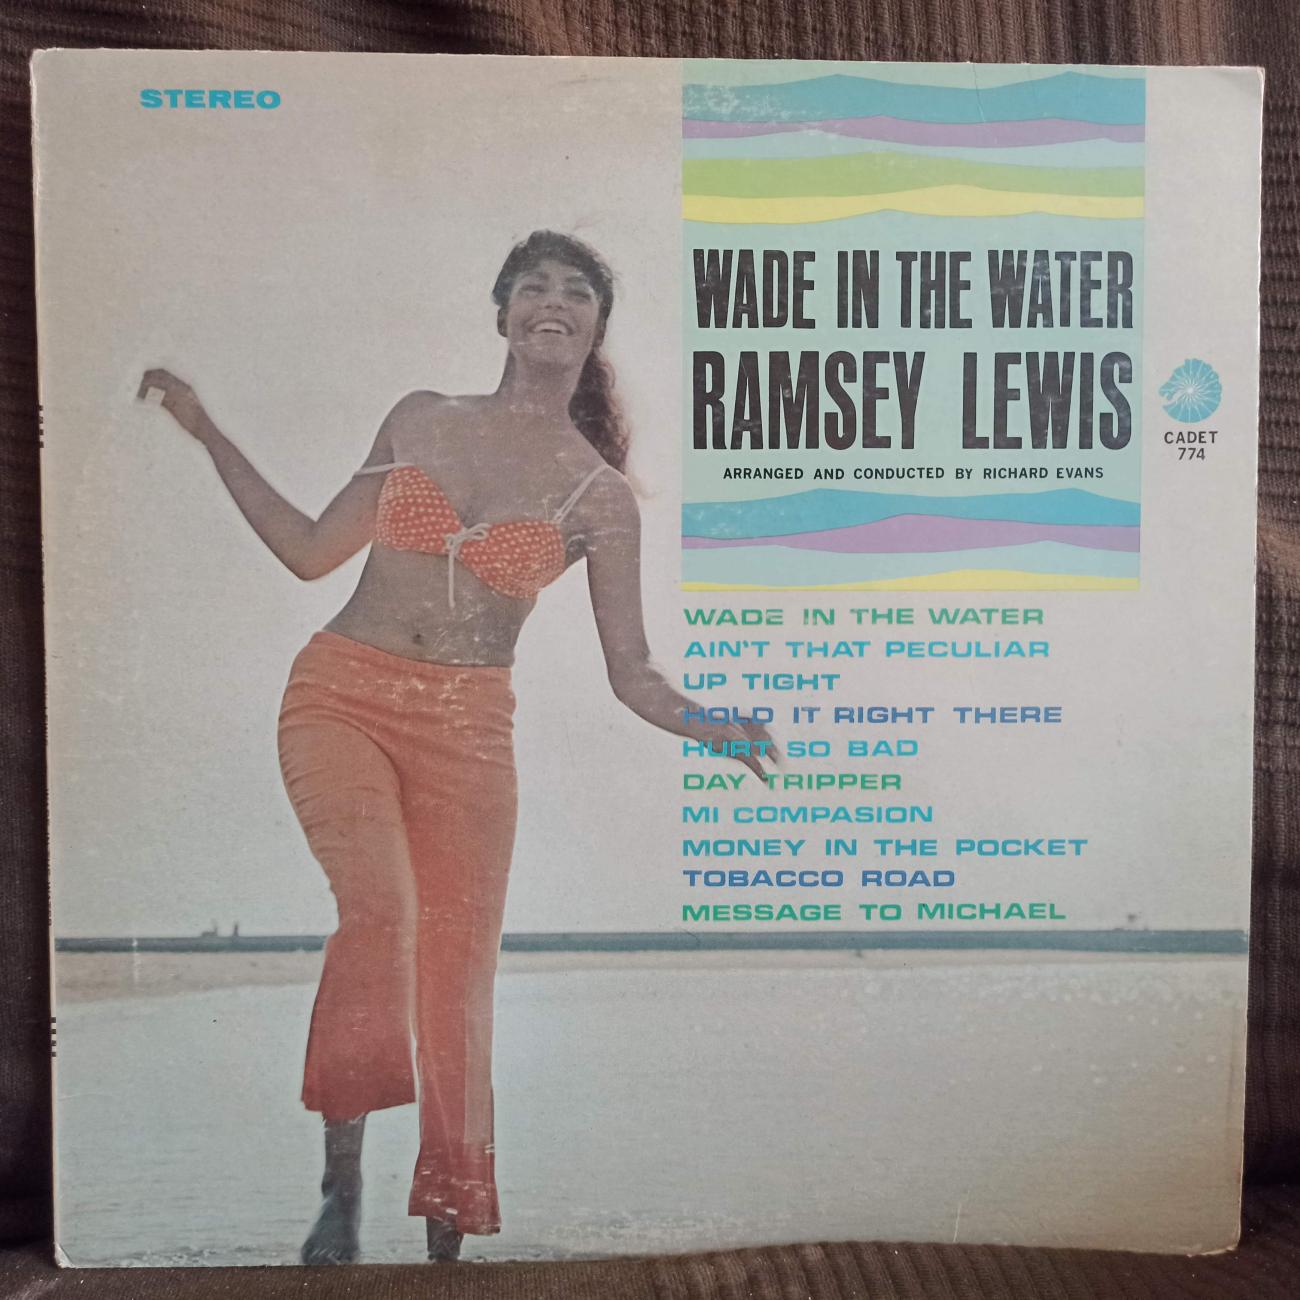 STEREO
WADE IN THE WATER
RAMSEY LEWIS
ARRANGED AND CONDUCTED BY RICHARD EVANS
CADET
774
WADE IN THE WATER
AIN'T THAT PECULIAR
UP TIGHT
HOLD IT RIGHT THERE
HURT SO BAD
DAY TRIPPER
MI COMPASION
MONEY IN THE POCKET
TOBACCO ROAD
MESSAGE TO MICHAEL